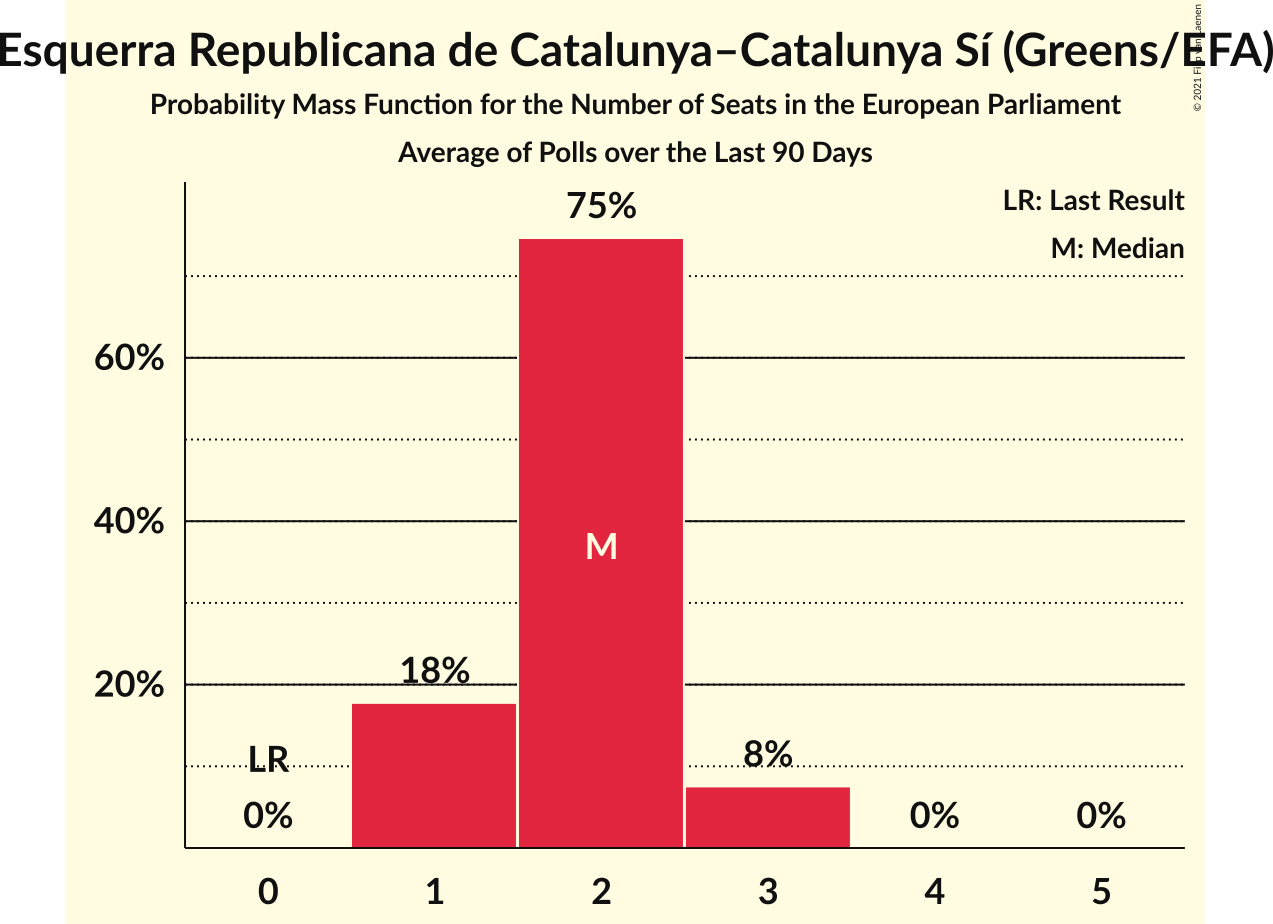 Esquerra Republicana de Catalunya–Catalunya Sí (Greens/EFA)
Probability Mass Function for the Number of Seats in the European Parliament
Average of Polls over the Last 90 Days
© 2021 Filip
LR: Last Result
M: Median
75%
60%
40%
M
20%
18%
LR
8%
0%
0%
0%
0
1
2
3
4
5